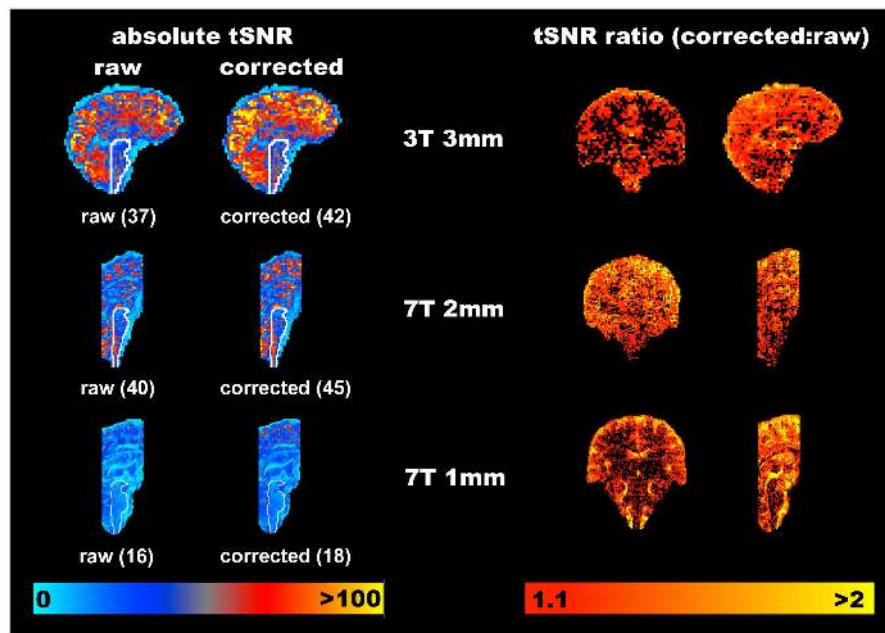 absolute tSNR
raw corrected
tSNR ratio (corrected:raw)
3T 3mm
raw (37) corrected (42)
7T 2mm
raw (40) corrected (45)
7T 1mm
raw (16) corrected (18)
0 >100
1.1 >2